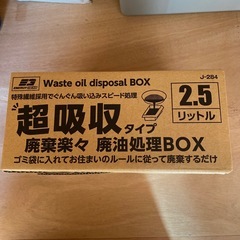 Waste oil disposal BOX
J-284
特殊繊維採用でぐんぐん吸い込みスピード処理
2.5
リットル
超吸収タイプ
廃棄楽々 廃油処理BOX
ゴミ袋に入れてお住まいのルールに従って廃棄するだけ